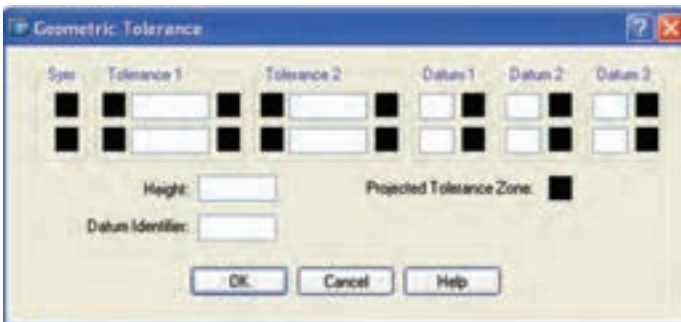 Geometric Tolerance
Sym Tolerance 1 Tolerance 2 Datum 1 Datum 2 Datum 3
Height: Projected Tolerance Zone:
Datum Identifier:
OK Cancel Help